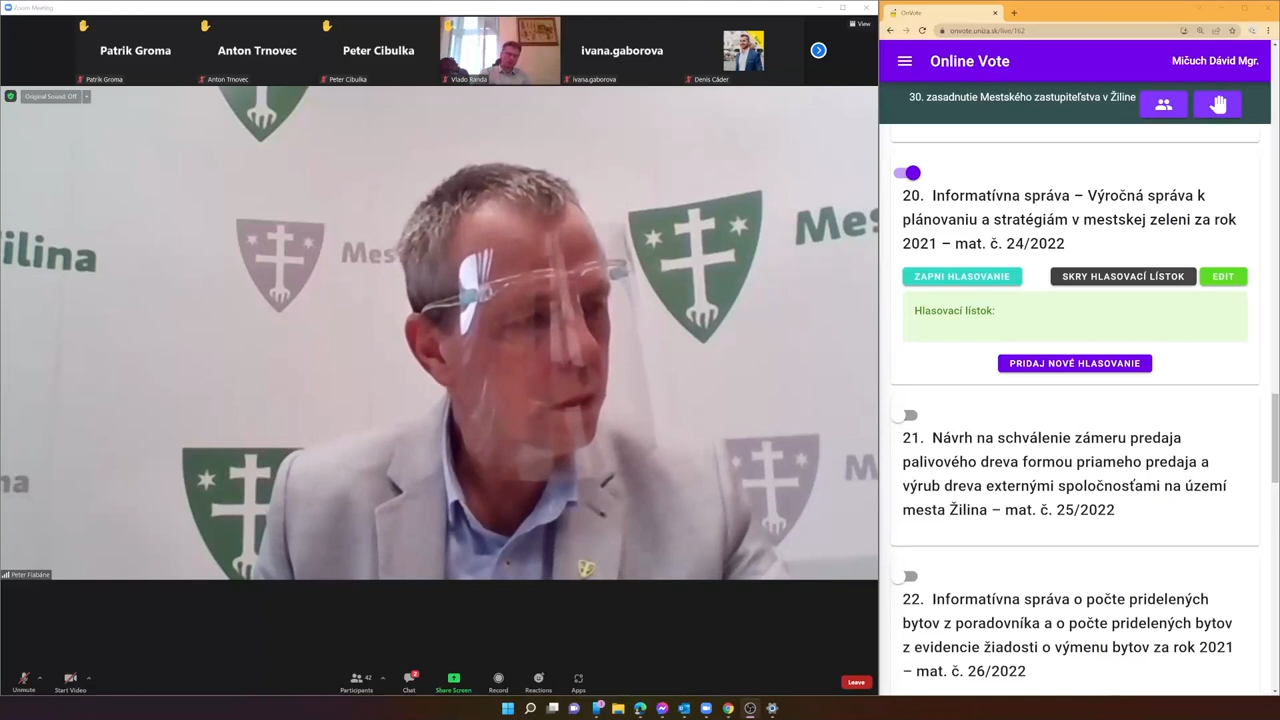 Zoom Meeting
View
Patrik Groma
Anton Trnovec
Peter Cibulka
ivana.gaborova
Patrik Groma
Anton Trnovec
Peter Cibulka
Vlado Randa
ivana.gaborova
Denis Cáder
Original Sound: Off
ilina
Mes
Mes
na
M
Peter Fiabáne
Unmute
Start Video
42
Participants
2
Chat
Share Screen
Record
Reactions
Apps
Leave
OnVote
onvote.uniza.sk/live/162
Online Vote
Mičuch Dávid Mgr.
30. zasadnutie Mestského zastupiteľstva v Žiline
20. Informatívna správa – Výročná správa k
plánovaniu a stratégiám v mestskej zeleni za rok
2021 – mat. č. 24/2022
ZAPNI HLASOVANIE
SKRY HLASOVACÍ LÍSTOK
EDIT
Hlasovací lístok:
PRIDAJ NOVÉ HLASOVANIE
21. Návrh na schválenie zámeru predaja
palivového dreva formou priameho predaja a
výrub dreva externými spoločnosťami na území
mesta Žilina – mat. č. 25/2022
22. Informatívna správa o počte pridelených
bytov z poradovníka a o počte pridelených bytov
z evidencie žiadosti o výmenu bytov za rok 2021
– mat. č. 26/2022